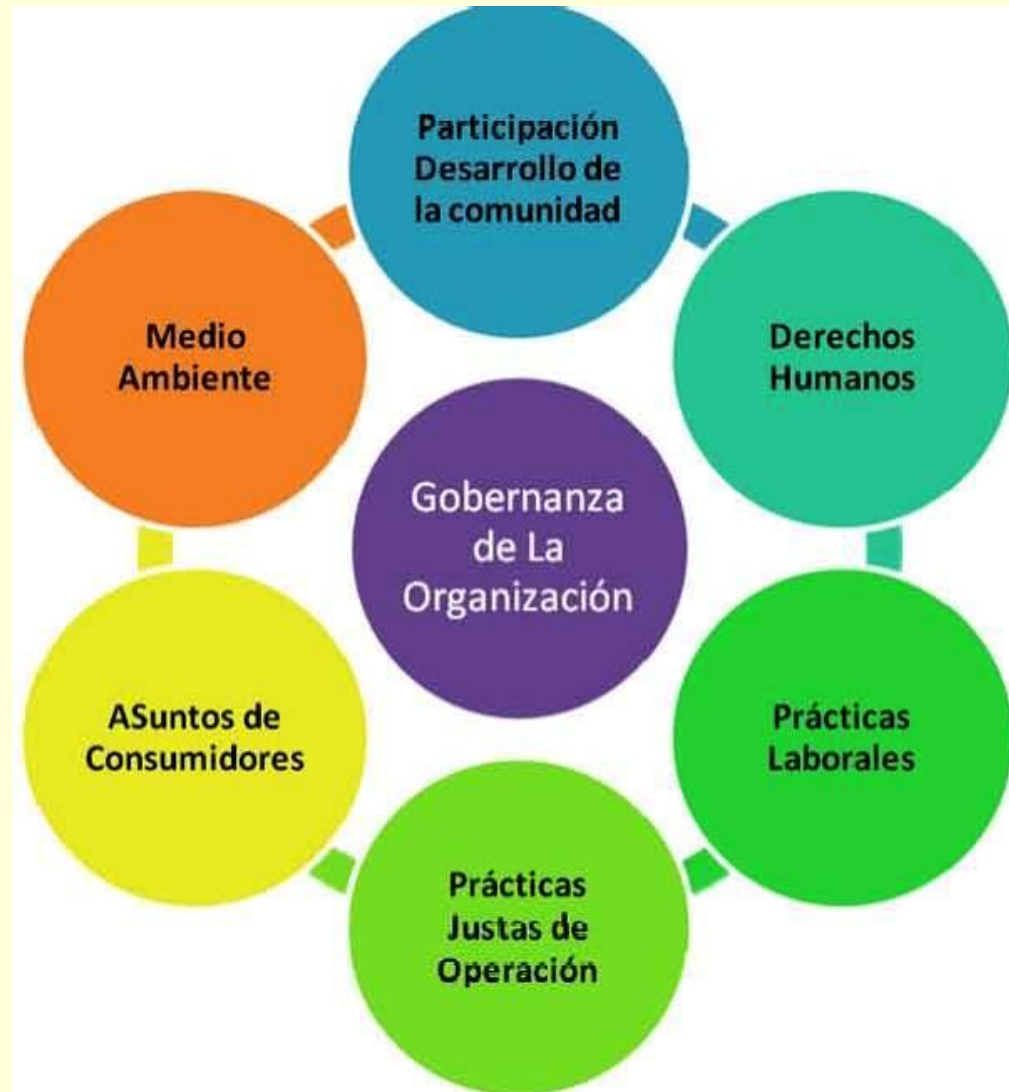 Participación
Desarrollo de
la comunidad
Derechos
Humanos
Prácticas
Laborales
Prácticas
Justas de
Operación
ASuntos de
Consumidores
Medio
Ambiente
Gobernanza
de La
Organización